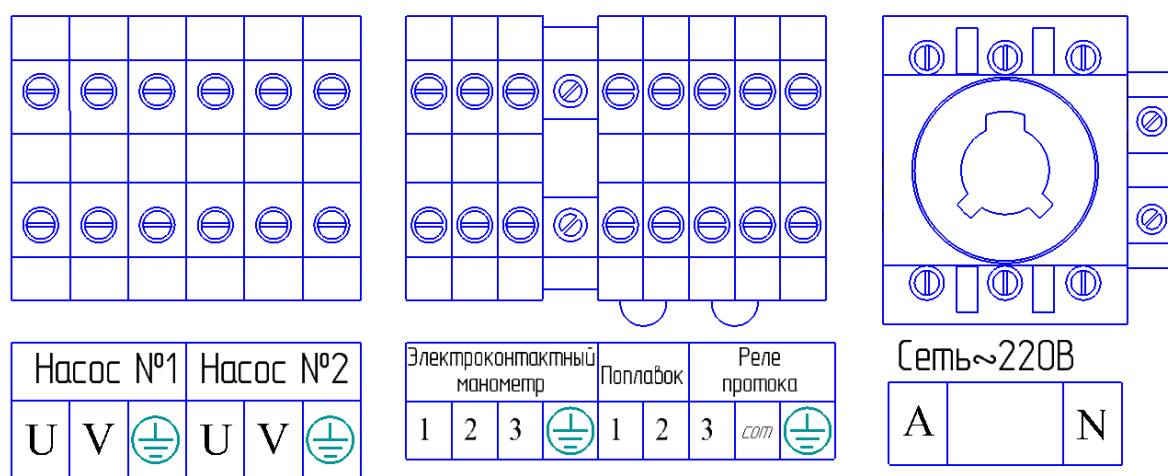 Насос №1 Насос №2
U V U V
Электроконтактный
манометр
1 2 3
Поплавок
1 2
Реле
протока
3 com
Сеть~220В
A N